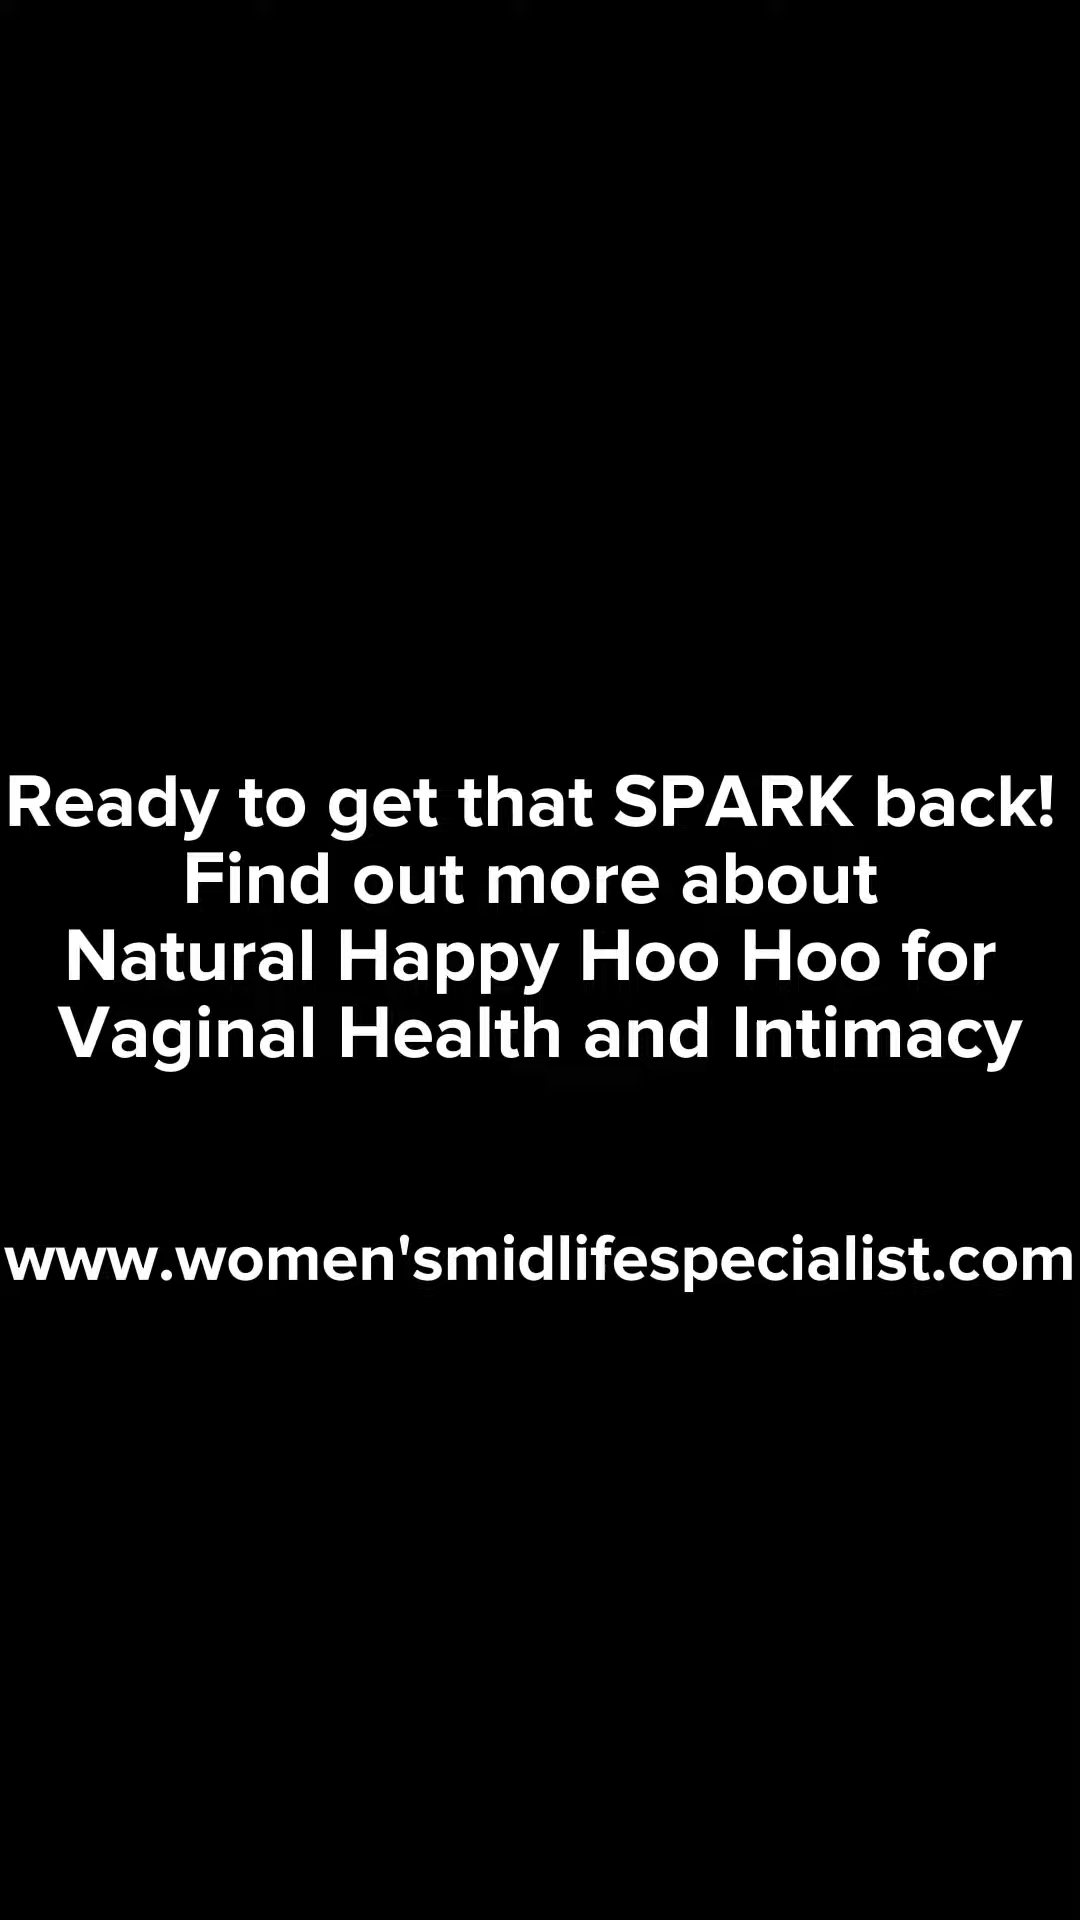 Ready to get that SPARK back!
Find out more about
Natural Happy Hoo Hoo for
Vaginal Health and Intimacy
www.women'smidlifespecialist.com